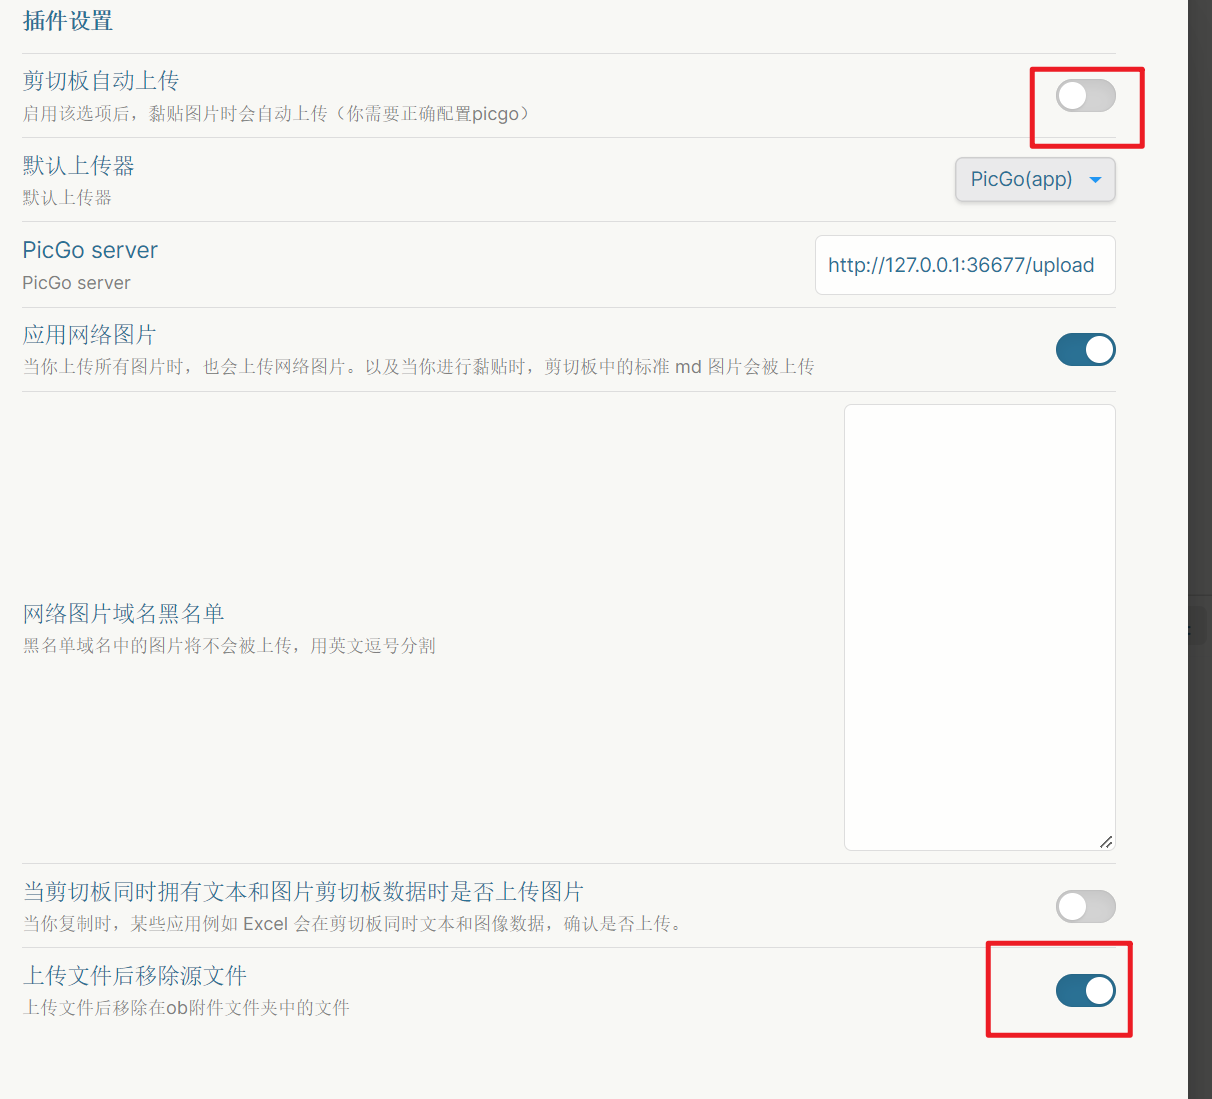 插件设置
剪切板自动上传
启用该选项后，黏贴图片时会自动上传（你需要正确配置picgo）
默认上传器
默认上传器
PicGo(app)
PicGo server
PicGo server
http://127.0.0.1:36677/upload
应用网络图片
当你上传所有图片时，也会上传网络图片。以及当你进行黏贴时，剪切板中的标准 md 图片会被上传
网络图片域名黑名单
黑名单域名中的图片将不会被上传，用英文逗号分割
当剪切板同时拥有文本和图片剪切板数据时是否上传图片
当你复制时，某些应用例如 Excel 会在剪切板同时文本和图像数据，确认是否上传。
上传文件后移除源文件
上传文件后移除在ob附件文件夹中的文件